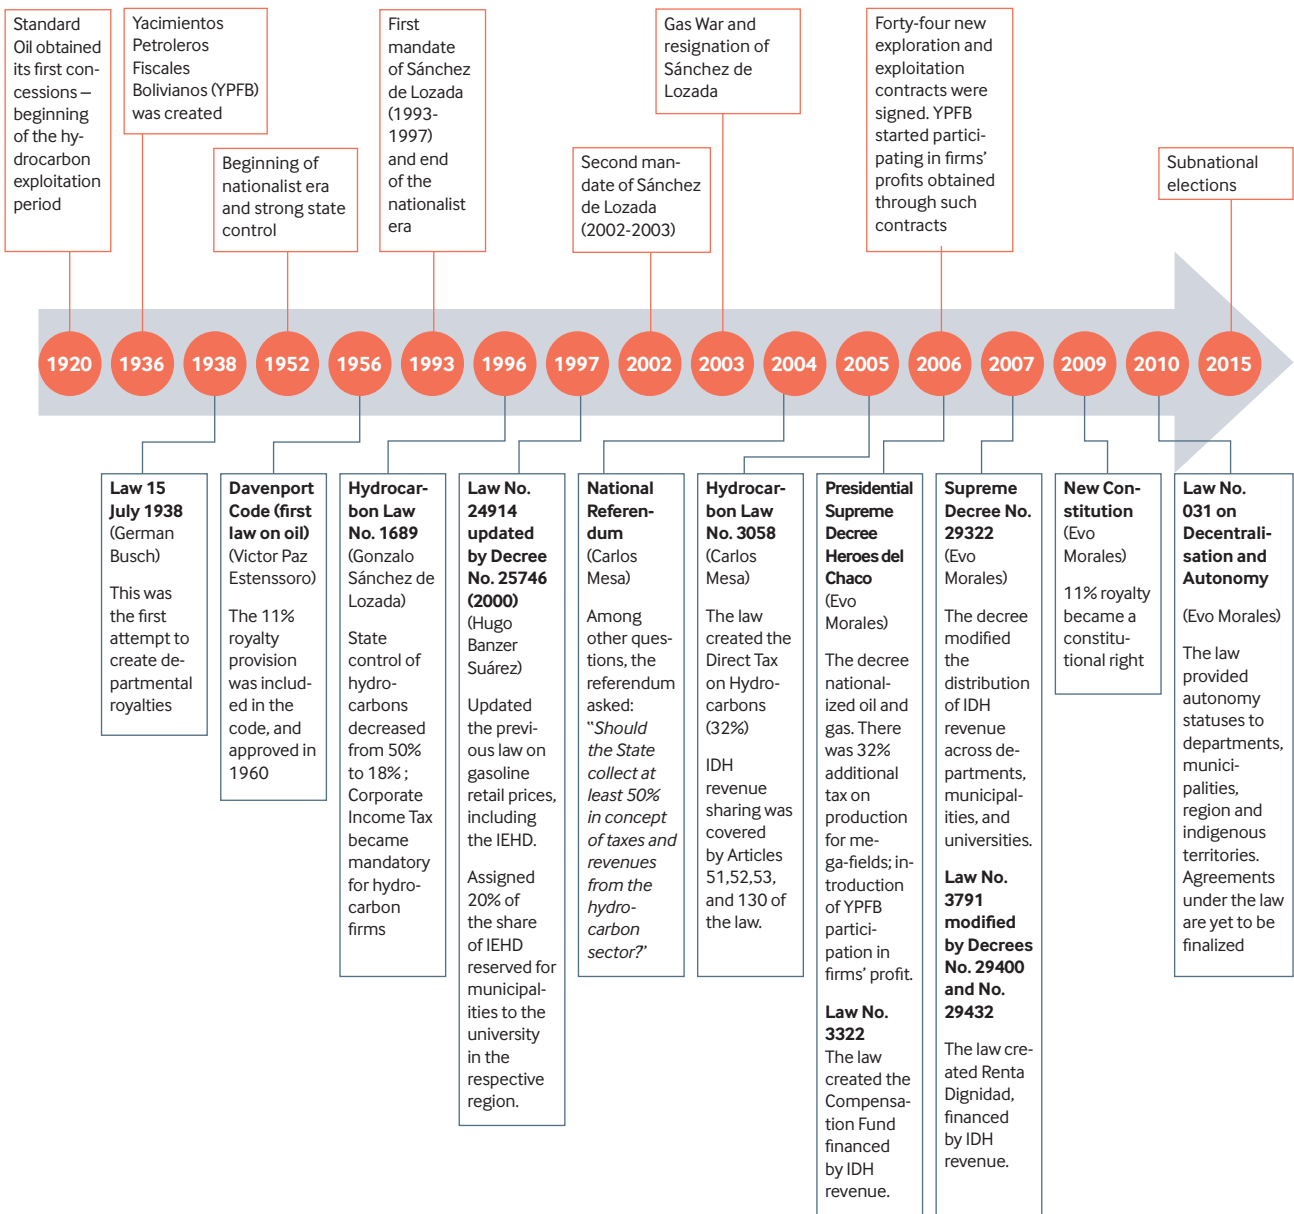 Standard
Oil obtained
its first con-
cessions –
beginning
of the hy-
drocarbon
exploitation
period
Yacimientos
Petroleros
Fiscales
Bolivianos (YPFB)
was created
Beginning of
nationalist era
and strong state
control
First
mandate
of Sánchez
de Lozada
(1993-
1997)
and end
of the
nationalist
era
Second man-
date of Sánchez
de Lozada
(2002-2003)
Gas War and
resignation of
Sánchez de
Lozada
Forty-four new
exploration and
exploitation
contracts were
signed. YPFB
started partici-
pating in firms'
profits obtained
through such
contracts
Subnational
elections
1920 1936 1938 1952 1956 1993 1996 1997 2002 2003 2004 2005 2006 2007 2009 2010 2015
Law 15
July 1938
(German
Busch)
This was
the first
attempt to
create de-
partmental
royalties
Davenport
Code (first
law on oil)
(Victor Paz
Estenssoro)
The 11%
royalty
provision
was includ-
ed in the
code, and
approved in
1960
Hydrocar-
bon Law
No. 1689
(Gonzalo
Sánchez de
Lozada)
State
control of
hydro-
carbons
decreased
from 50%
to 18% ;
Corporate
Income Tax
became
mandatory
for hydro-
carbon
firms
Law No.
24914
updated
by Decree
No. 25746
(2000)
(Hugo
Banzer
Suárez)
Updated
the previ-
ous law on
gasoline
retail prices,
including
the IEHD.
Assigned
20% of
the share
of IEHD
reserved for
municipal-
ities to the
university
in the
respective
region.
National
Referen-
dum
(Carlos
Mesa)
Among
other ques-
tions, the
referendum
asked:
"Should
the State
collect at
least 50%
in concept
of taxes and
revenues
from the
hydro-
carbon
sector?"
Hydrocar-
bon Law
No. 3058
(Carlos
Mesa)
The law
created the
Direct Tax
on Hydro-
carbons
(32%)
IDH
revenue
sharing was
covered
by Articles
51,52,53,
and 130 of
the law.
Presidential
Supreme
Decree
Heroes del
Chaco
(Evo
Morales)
The decree
national-
ized oil and
gas. There
was 32%
additional
tax on
production
for me-
ga-fields; in-
troduction
of YPFB
partici-
pation in
firms' profit.
Law No.
3322
The law
created the
Compensa-
tion Fund
financed
by IDH
revenue.
Supreme
Decree No.
29322
(Evo
Morales)
The decree
modified
the
distribution
of IDH
revenue
across de-
partments,
municipal-
ities, and
universities.
Law No.
3791
modified
by Decrees
No. 29400
and No.
29432
The law cre-
ated Renta
Dignidad,
financed
by IDH
revenue.
New Con-
stitution
(Evo
Morales)
11% royalty
became a
constitu-
tional right
Law No.
031 on
Decentrali-
sation and
Autonomy
(Evo Morales)
The law
provided
autonomy
statuses to
departments,
munici-
palities,
region and
indigenous
territories.
Agreements
under the law
are yet to be
finalized